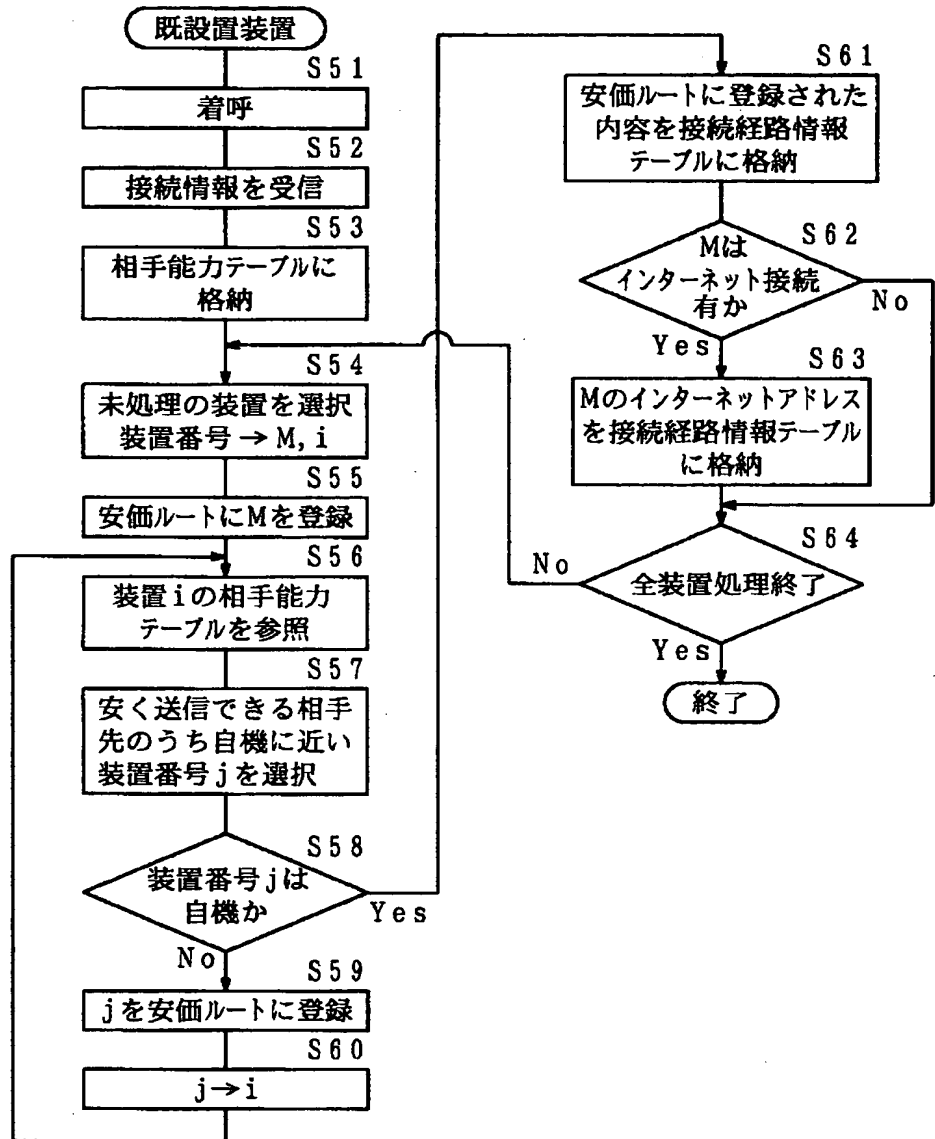 既設置装置
S51
着呼
S52
接続情報を受信
S53
相手能力テーブルに
格納
S54
未処理の装置を選択
装置番号→M,i
S55
安価ルートにMを登録
S56
装置iの相手能力
テーブルを参照
S57
安く送信できる相手
先のうち自機に近い
装置番号jを選択
S58
装置番号jは
自機か
Yes
No
S59
jを安価ルートに登録
S60
j→i
S61
安価ルートに登録された
内容を接続経路情報
テーブルに格納
S62
Mは
インターネット接続
有か
No
Yes
S63
Mのインターネットアドレス
を接続経路情報テーブル
に格納
S64
No
全装置処理終了
Yes
終了